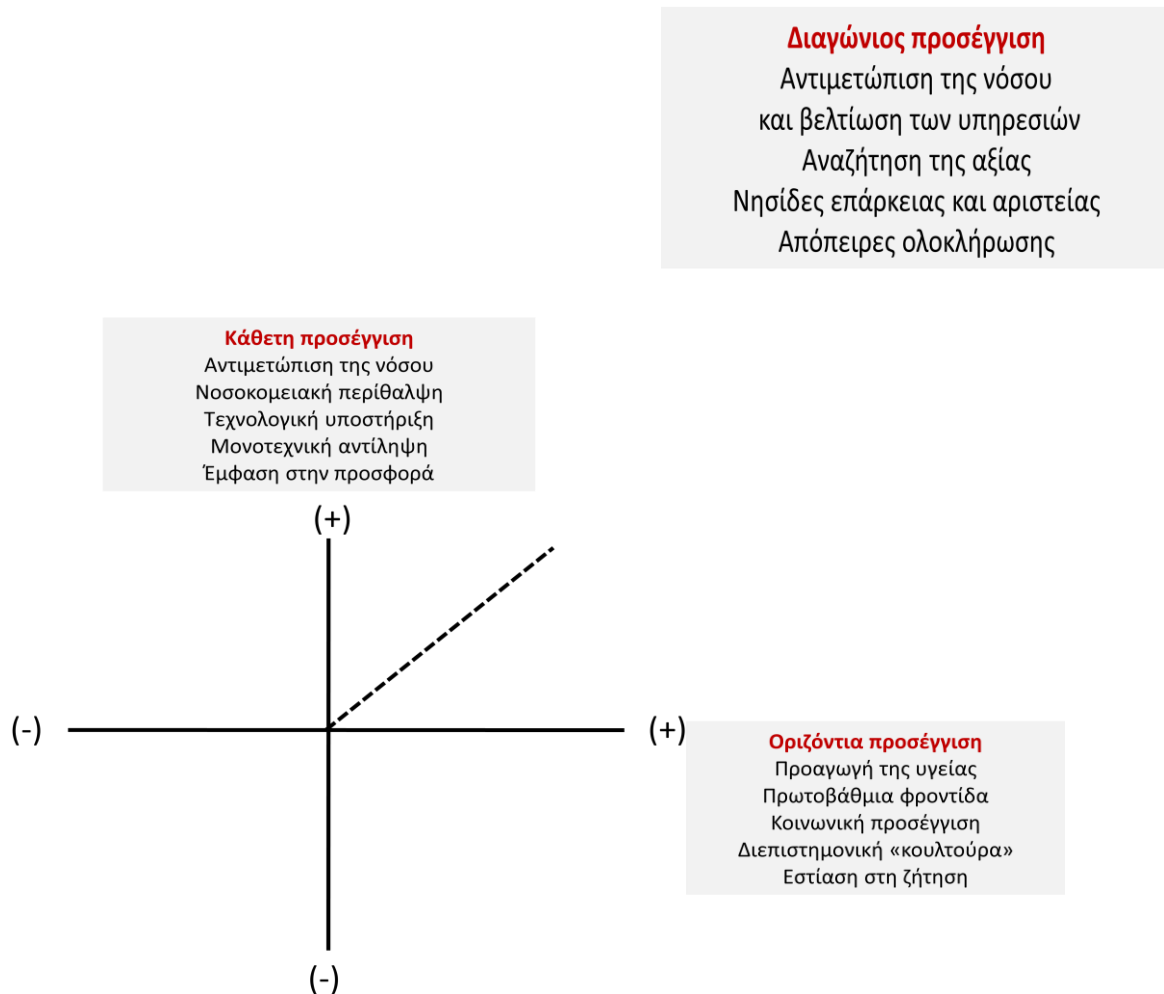 Διαγώνιος προσέγγιση
Αντιμετώπιση της νόσου
και βελτίωση των υπηρεσιών
Αναζήτηση της αξίας
Νησίδες επάρκειας και αριστείας
Απόπειρες ολοκλήρωσης
Κάθετη προσέγγιση
Αντιμετώπιση της νόσου
Νοσοκομειακή περίθαλψη
Τεχνολογική υποστήριξη
Μονοτεχνική αντίληψη
Έμφαση στην προσφορά
(+)
(-)
(+)
Οριζόντια προσέγγιση
Προαγωγή της υγείας
Πρωτοβάθμια φροντίδα
Κοινωνική προσέγγιση
Διεπιστημονική «κουλτούρα»
Εστίαση στη ζήτηση
(-)